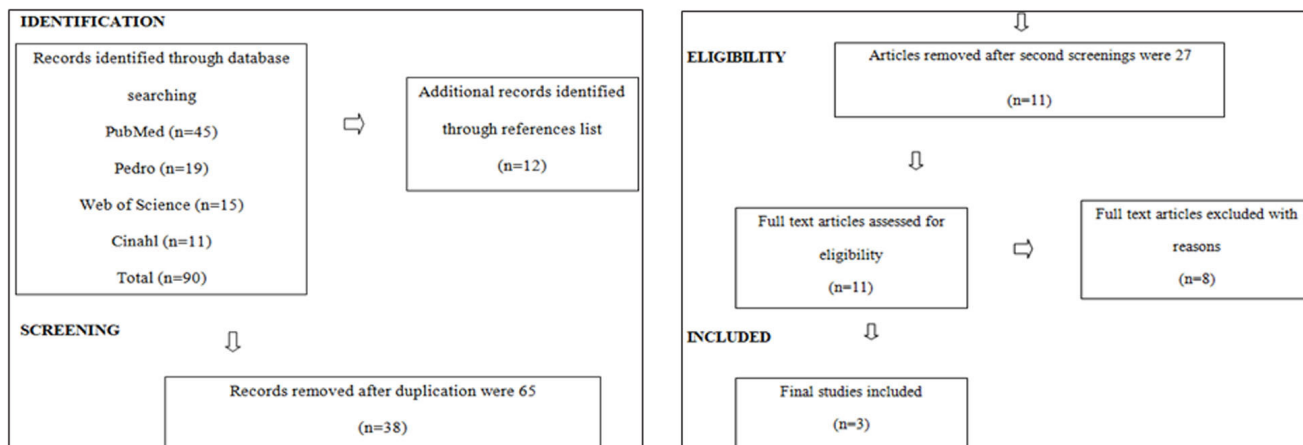 IDENTIFICATION
Records identified through database
searching
PubMed (n=45)
Pedro (n=19)
Web of Science (n=15)
Cinahl (n=11)
Total (n=90)
Additional records identified
through references list
(n=12)
SCREENING
Records removed after duplication were 65
(n=38)
ELIGIBILITY
Articles removed after second screenings were 27
(n=11)
Full text articles assessed for
eligibility
(n=11)
Full text articles excluded with
reasons
(n=8)
INCLUDED
Final studies included
(n=3)